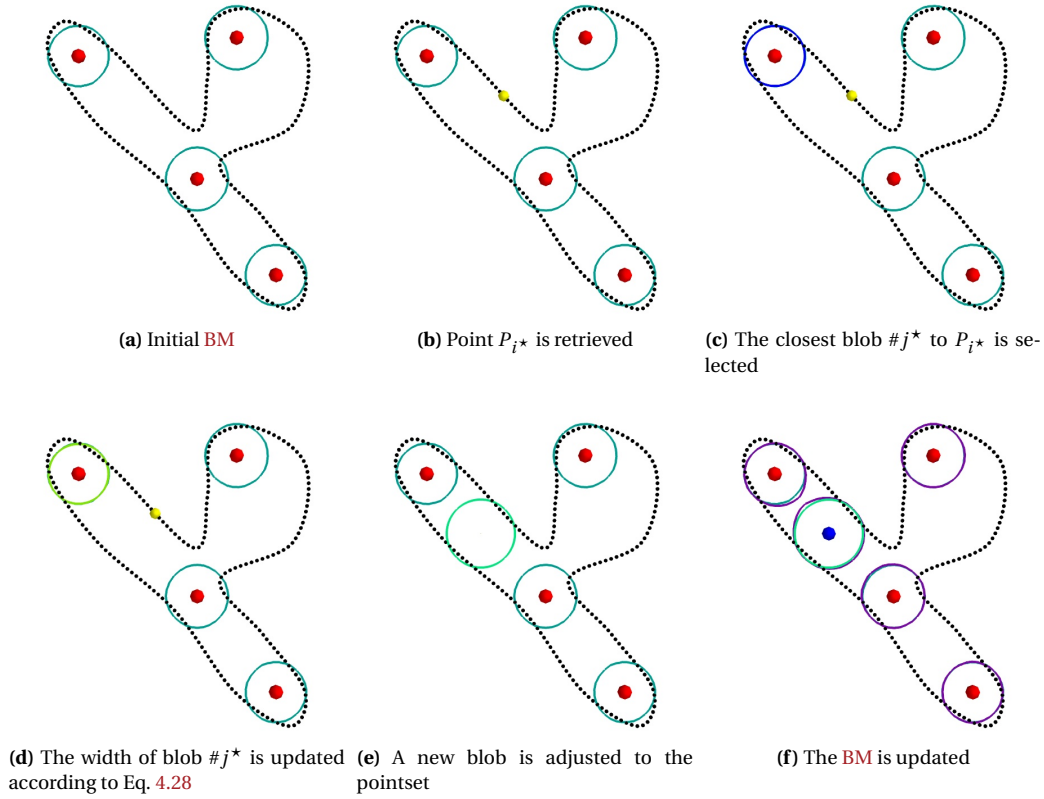 (a) Initial BM
(b) Point P_{i⋆} is retrieved
(c) The closest blob #j⋆ to P_{i⋆} is se-
lected
(d) The width of blob #j⋆ is updated
according to Eq. 4.28
(e) A new blob is adjusted to the
pointset
(f) The BM is updated